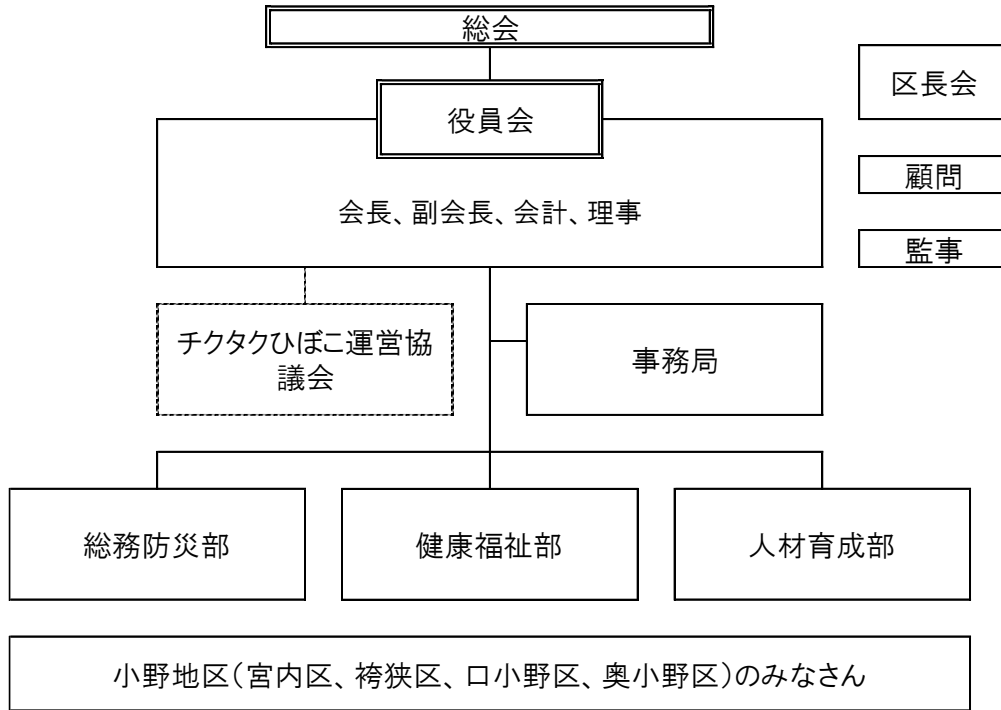 総会
区長会
役員会
顧問
会長、副会長、会計、理事
監事
チクタクひぼこ運営協
議会
事務局
総務防災部
健康福祉部
人材育成部
小野地区(宮内区、袴狭区、口小野区、奥小野区)のみなさん